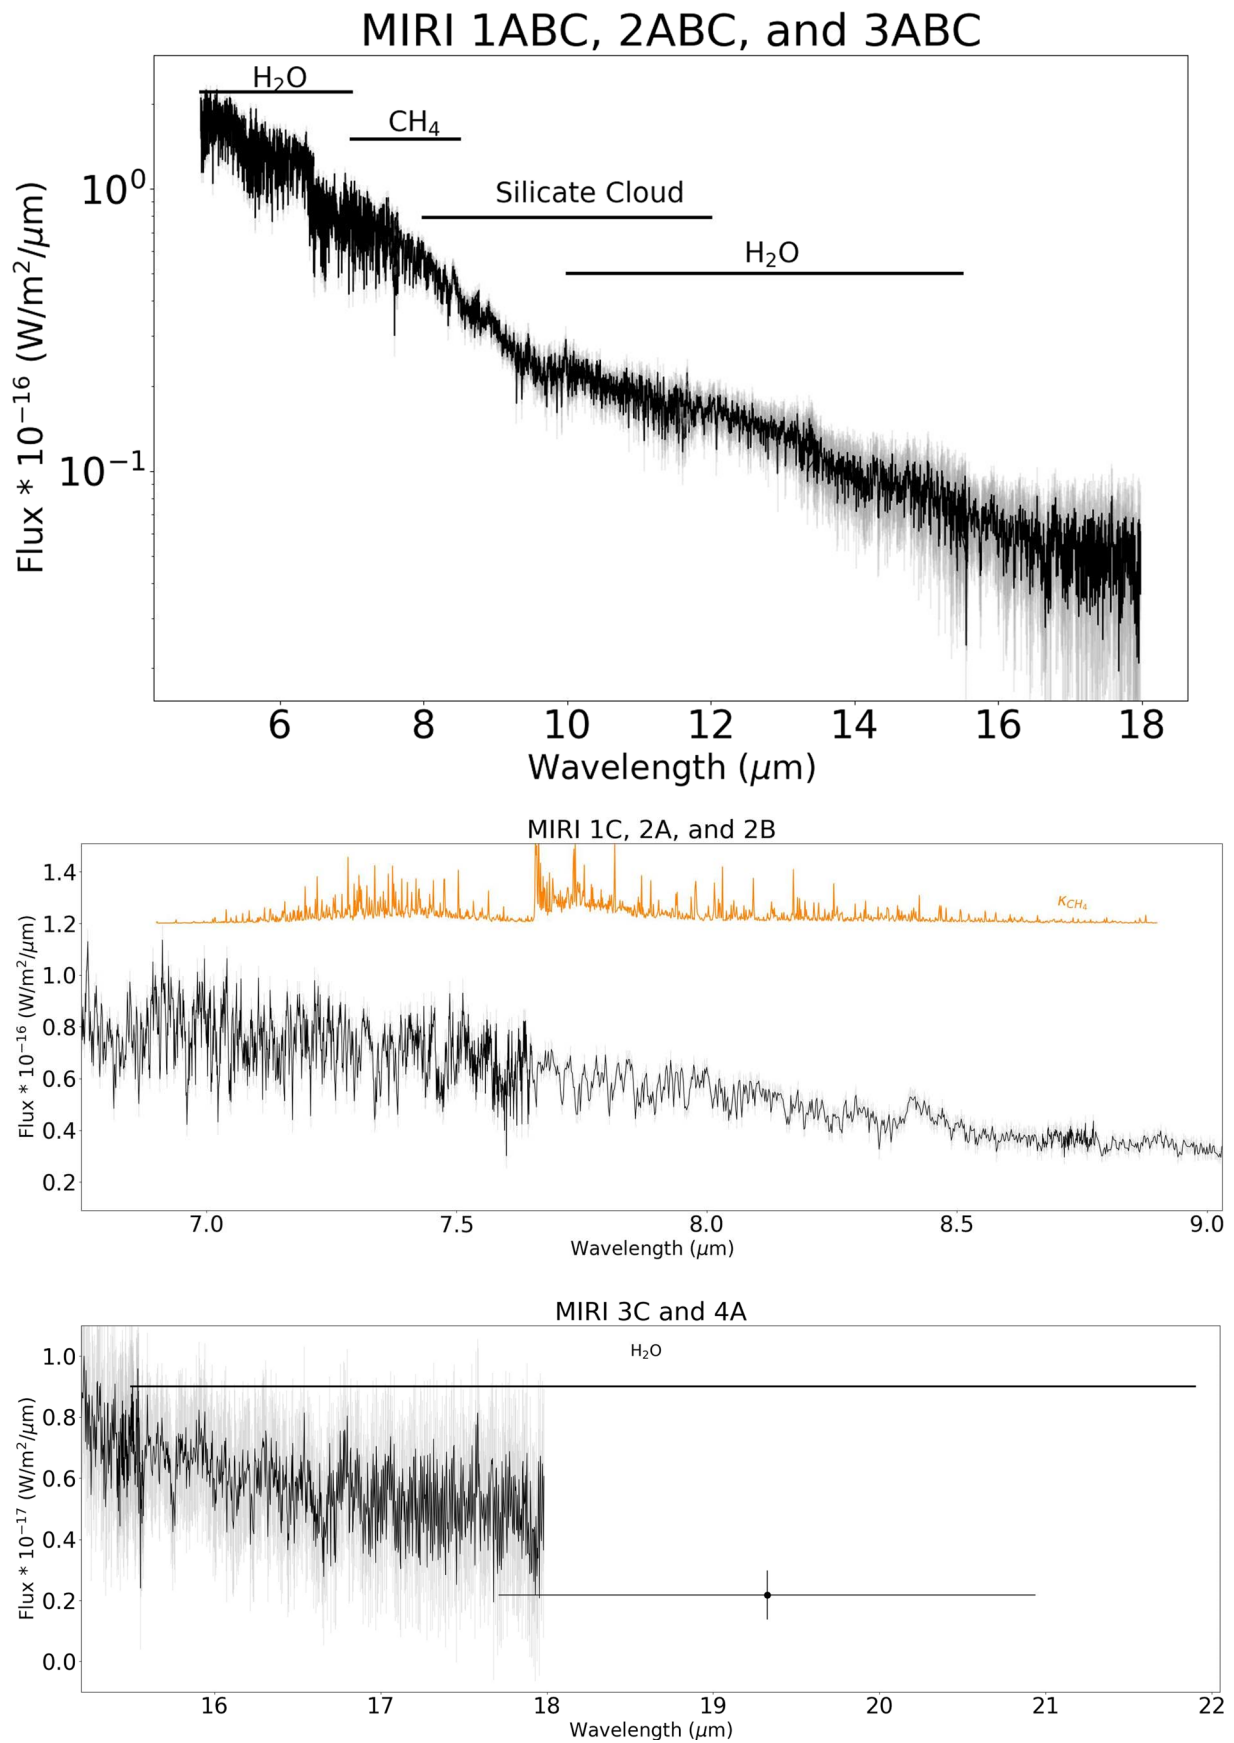 MIRI 1ABC, 2ABC, and 3ABC
H₂O
CH₄
Silicate Cloud
H₂O
10⁰
10⁻¹
Flux * 10⁻¹⁶ (W/m²/μm)
6 8 10 12 14 16 18
Wavelength (μm)
MIRI 1C, 2A, and 2B
1.4
κ_CH₄
1.2
1.0
0.8
0.6
0.4
0.2
Flux * 10⁻¹⁶ (W/m²/μm)
7.0 7.5 8.0 8.5 9.0
Wavelength (μm)
MIRI 3C and 4A
H₂O
1.0
0.8
0.6
0.4
0.2
0.0
Flux * 10⁻¹⁷ (W/m²/μm)
16 17 18 19 20 21 22
Wavelength (μm)